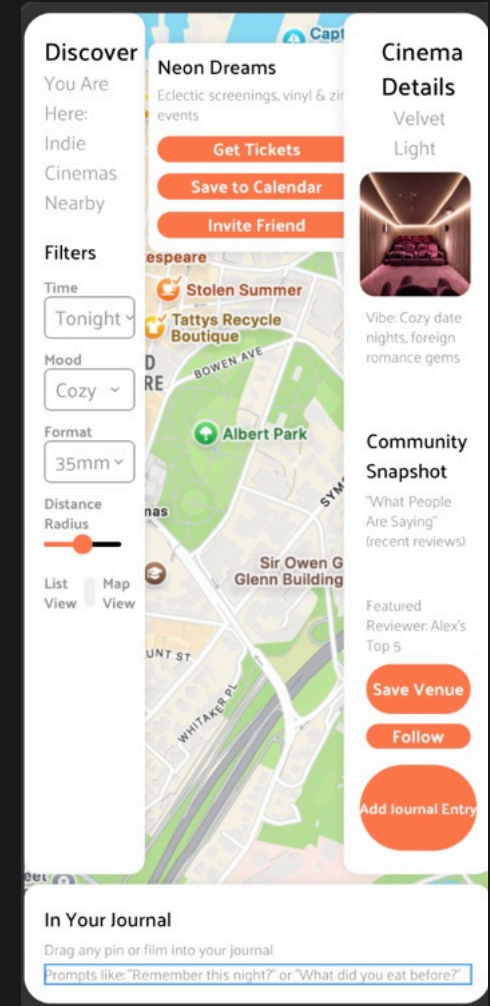 Discover
You Are
Here:
Indie
Cinemas
Nearby
Filters
Time
Tonight
Mood
Cozy
Format
35mm
Distance
Radius
List
View
Map
View
Capt
Neon Dreams
Eclectic screenings, vinyl & zin
events
Get Tickets
Save to Calendar
Invite Friend
espeare
Stolen Summer
Tattys Recycle
Boutique
D
RE
BOWEN AVE
Albert Park
SYM
mas
Sir Owen G
Glenn Building
UNT ST
WHITAKER PL
eet
Cinema
Details
Velvet
Light
Vibe: Cozy date
nights, foreign
romance gems
Community
Snapshot
"What People
Are Saying"
(recent reviews)
Featured
Reviewer: Alex's
Top 5
Save Venue
Follow
Add Journal Entry
In Your Journal
Drag any pin or film into your journal
Prompts like: "Remember this night?" or "What did you eat before?"